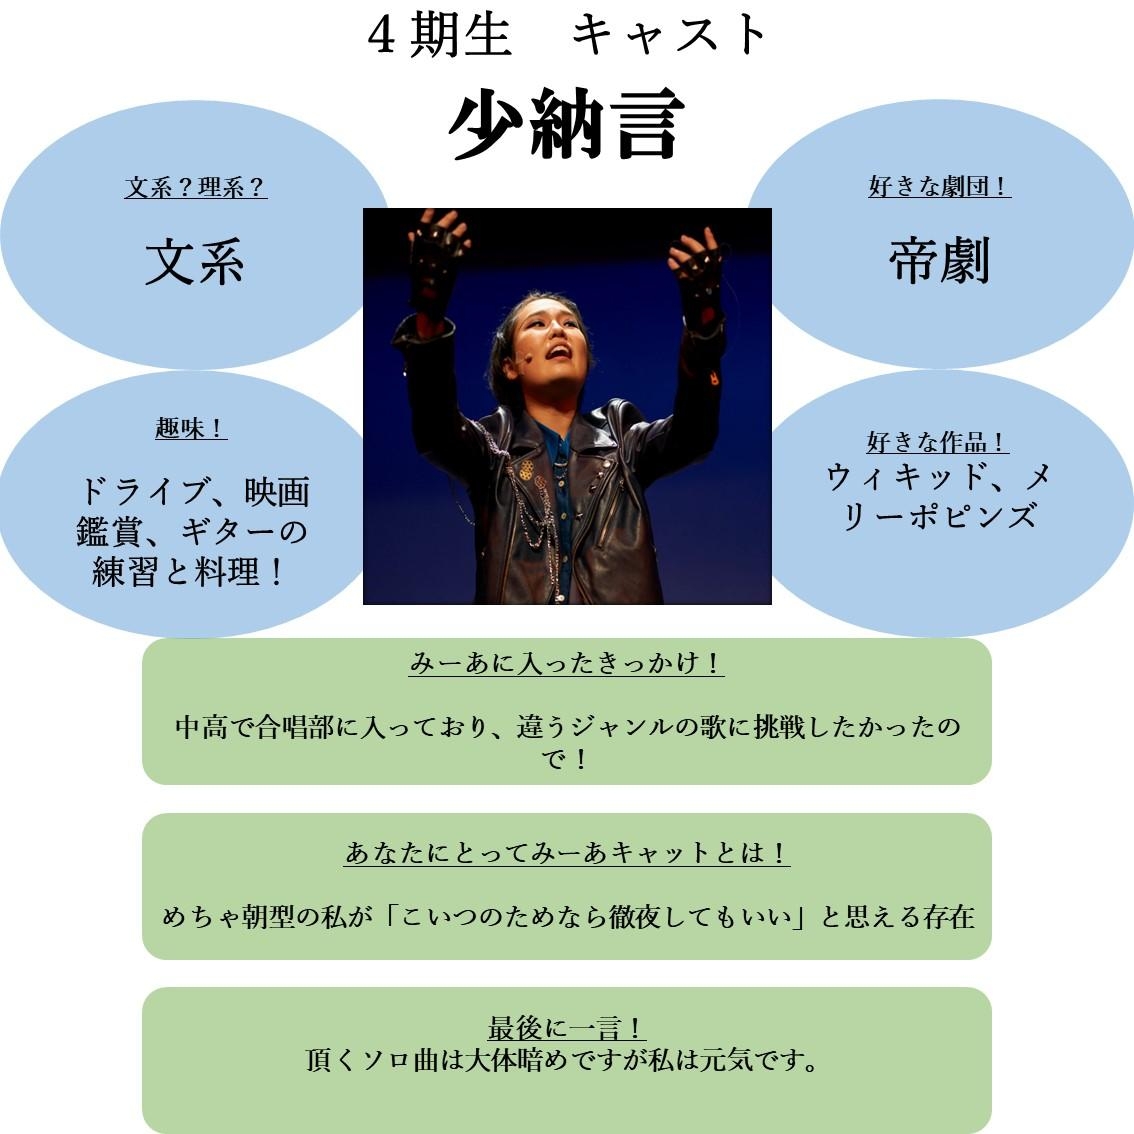 ４期生　キャスト
少納言
文系？理系？
文系
好きな劇団！
帝劇
趣味！
ドライブ、映画
鑑賞、ギターの
練習と料理！
好きな作品！
ウィキッド、メ
リーポピンズ
みーあに入ったきっかけ！
中高で合唱部に入っており、違うジャンルの歌に挑戦したかったの
で！
あなたにとってみーあキャットとは！
めちゃ朝型の私が「こいつのためなら徹夜してもいい」と思える存在
最後に一言！
頂くソロ曲は大体暗めですが私は元気です。